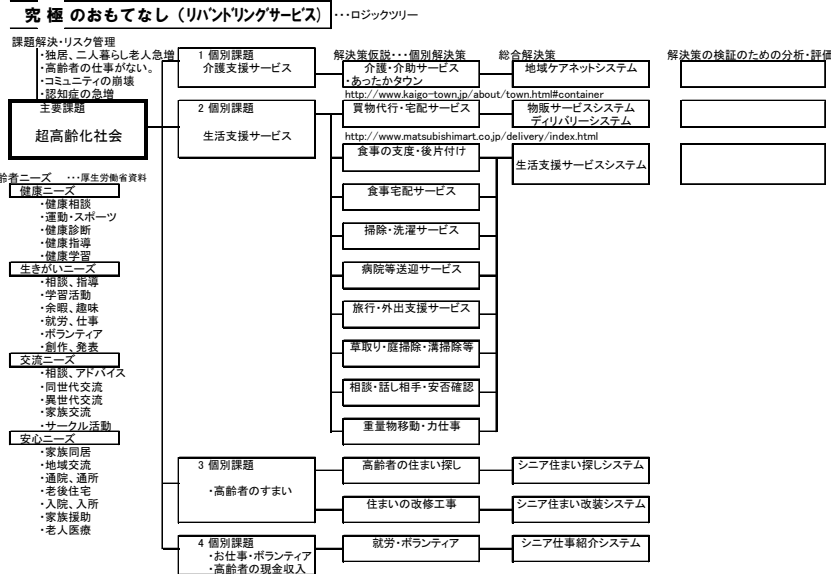 究 極 のおもてなし（リバンドリングサービス） ･･･ロジックツリー
課題解決・リスク管理
・独居、二人暮らし老人急増
・高齢者の仕事がない。
・コミュニティの崩壊
・認知症の急増
主要課題
超高齢化社会
齢者ニーズ ･･･厚生労働省資料
健康ニーズ
・健康相談
・運動・スポーツ
・健康診断
・健康指導
・健康学習
生きがいニーズ
・相談、指導
・学習活動
・余暇、趣味
・就労、仕事
・ボランティア
・創作、発表
交流ニーズ
・相談、アドバイス
・同世代交流
・異世代交流
・家族交流
・サークル活動
安心ニーズ
・家族同居
・地域交流
・通院、通所
・老後住宅
・入院、入所
・家族援助
・老人医療
1 個別課題
介護支援サービス
2 個別課題
生活支援サービス
3 個別課題
・高齢者のすまい
4 個別課題
・お仕事・ボランティア
・高齢者の現金収入
解決策仮説･･･個別解決策
介護・介助サービス
・あったかタウン
http://www.kaigo-town.jp/about/town.html#container
買物代行・宅配サービス
http://www.matsubishimart.co.jp/delivery/index.html
食事の支度・後片付け
食事宅配サービス
掃除・洗濯サービス
病院等送迎サービス
旅行・外出支援サービス
草取り・庭掃除・溝掃除等
相談・話し相手・安否確認
重量物移動・力仕事
高齢者の住まい探し
住まいの改修工事
就労・ボランティア
総合解決策
地域ケアネットシステム
物販サービスシステム
ディリバリーシステム
生活支援サービスシステム
シニア住まい探しシステム
シニア住まい改装システム
シニア仕事紹介システム
解決策の検証のための分析・評価